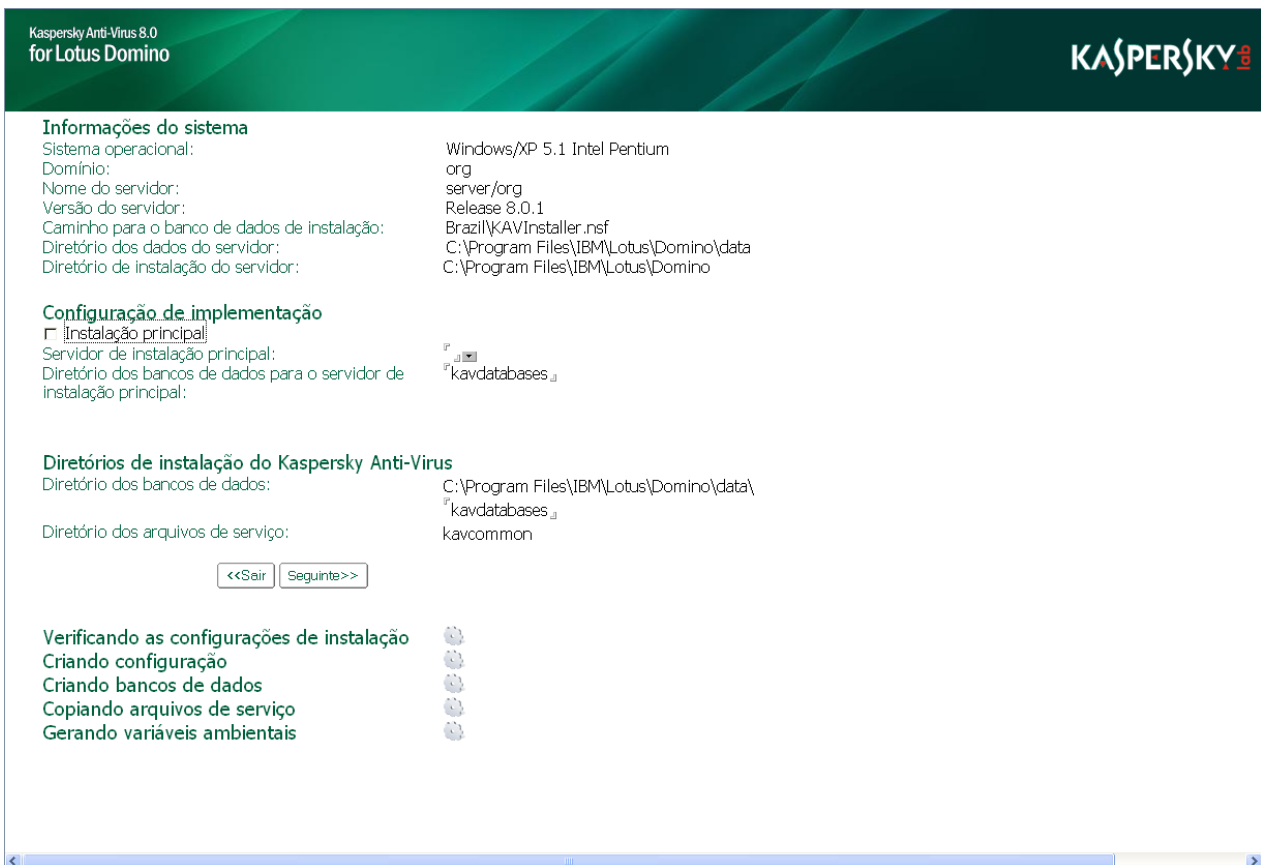 Kaspersky Anti-Virus 8.0
for Lotus Domino
KASPERSKY lab
Informações do sistema
Sistema operacional: Windows/XP 5.1 Intel Pentium
Domínio: org
Nome do servidor: server/org
Versão do servidor: Release 8.0.1
Caminho para o banco de dados de instalação: Brazil\KAVInstaller.nsf
Diretório dos dados do servidor: C:\Program Files\IBM\Lotus\Domino\data
Diretório de instalação do servidor: C:\Program Files\IBM\Lotus\Domino
Configuração de implementação
Instalação principal
Servidor de instalação principal:
Diretório dos bancos de dados para o servidor de kavdatabases
instalação principal:
Diretórios de instalação do Kaspersky Anti-Virus
Diretório dos bancos de dados: C:\Program Files\IBM\Lotus\Domino\data\
kavdatabases
Diretório dos arquivos de serviço: kavcommon
<<Sair Seguinte>>
Verificando as configurações de instalação
Criando configuração
Criando bancos de dados
Copiando arquivos de serviço
Gerando variáveis ambientais